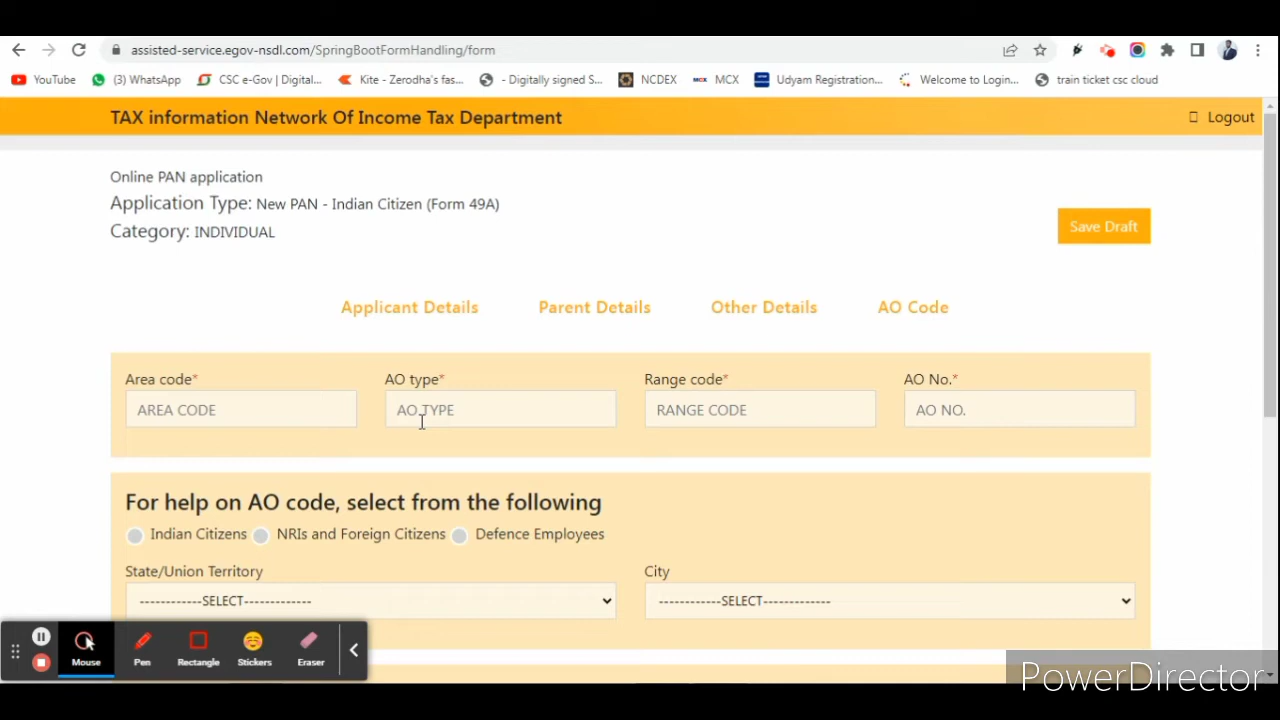 assisted-service.egov-nsdl.com/SpringBootFormHandling/form
YouTube (3) WhatsApp CSC e-Gov | Digital... Kite - Zerodha's fas... - Digitally signed S... NCDEX MCX MCX Udyam Registration... Welcome to Login... train ticket csc cloud
TAX information Network Of Income Tax Department Logout
Online PAN application
Application Type: New PAN - Indian Citizen (Form 49A)
Category: INDIVIDUAL
Save Draft
Applicant Details Parent Details Other Details AO Code
Area code* AO type* Range code* AO No.*
AREA CODE AO TYPE RANGE CODE AO NO.
For help on AO code, select from the following
Indian Citizens NRIs and Foreign Citizens Defence Employees
State/Union Territory City
------------SELECT------------- ------------SELECT-------------
Mouse Pen Rectangle Stickers Eraser
PowerDirector